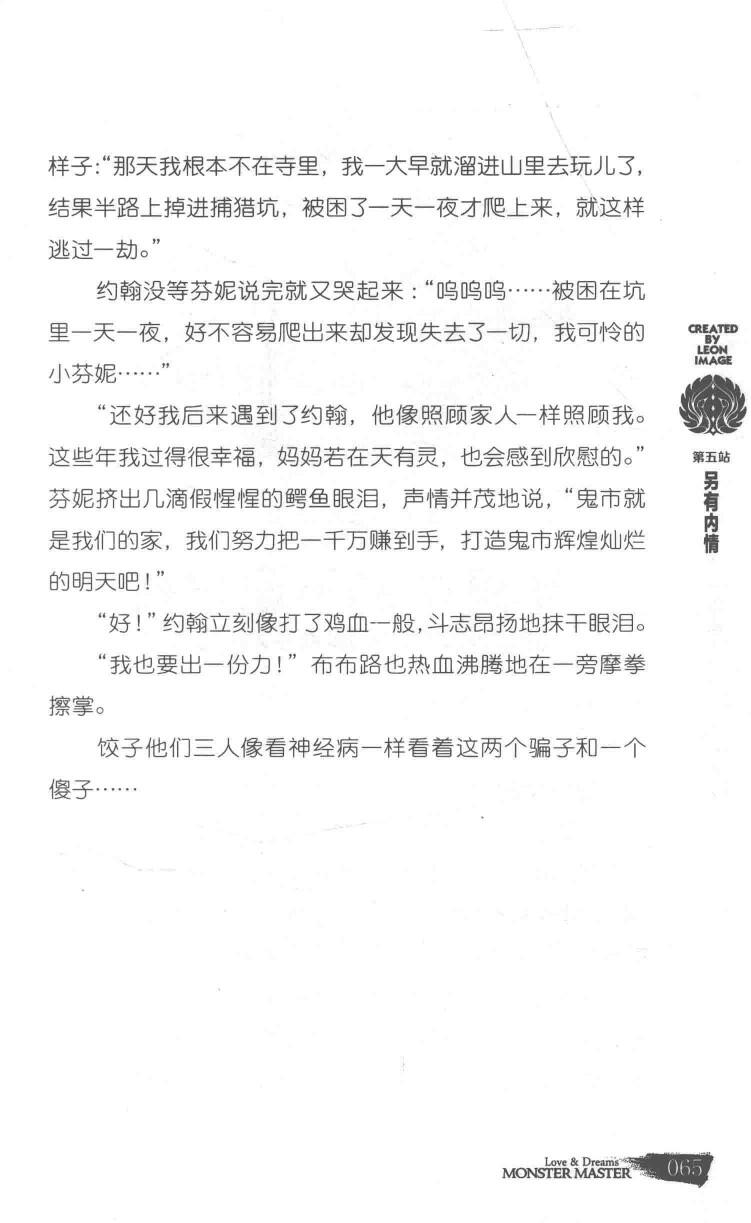 样子：“那天我根本不在寺里，我一大早就溜进山里去玩儿了，
结果半路上掉进捕猎坑，被困了一天一夜才爬上来，就这样
逃过一劫。”
约翰没等芬妮说完就又哭起来：“呜呜呜……被困在坑
里一天一夜，好不容易爬出来却发现失去了一切，我可怜的
小芬妮……”
“还好我后来遇到了约翰，他像照顾家人一样照顾我。
这些年我过得很幸福，妈妈若在天有灵，也会感到欣慰的。”
芬妮挤出几滴假惺惺的鳄鱼眼泪，声情并茂地说，“鬼市就
是我们的家，我们努力把一千万赚到手，打造鬼市辉煌灿烂
的明天吧！”
“好！”约翰立刻像打了鸡血一般，斗志昂扬地抹干眼泪。
“我也要出一份力！”布布路也热血沸腾地在一旁摩拳
擦掌。
饺子他们三人像看神经病一样看着这两个骗子和一个
傻子……
CREATED
BY
LEON
IMAGE
第五站
另有内情
Love & Dreams
MONSTER MASTER
065